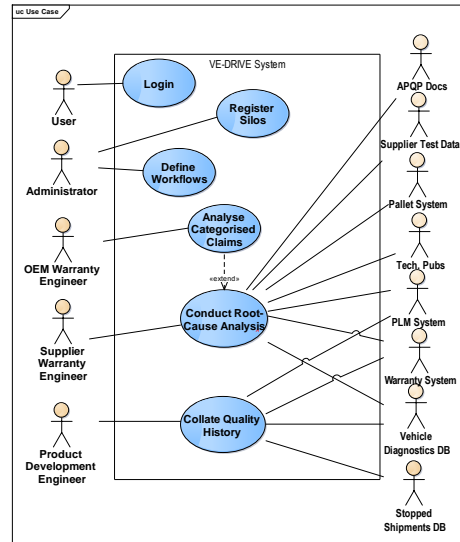 uc Use Case
VE-DRIVE System
User
Login
Administrator
Register
Silos
Define
Workflows
OEM Warranty
Engineer
Analyse
Categorised
Claims
«extend»
Supplier
Warranty
Engineer
Conduct Root-
Cause Analysis
Product
Development
Engineer
Collate Quality
History
APQP Docs
Supplier Test Data
Pallet System
Tech. Pubs
PLM System
Warranty System
Vehicle
Diagnostics DB
Stopped
Shipments DB